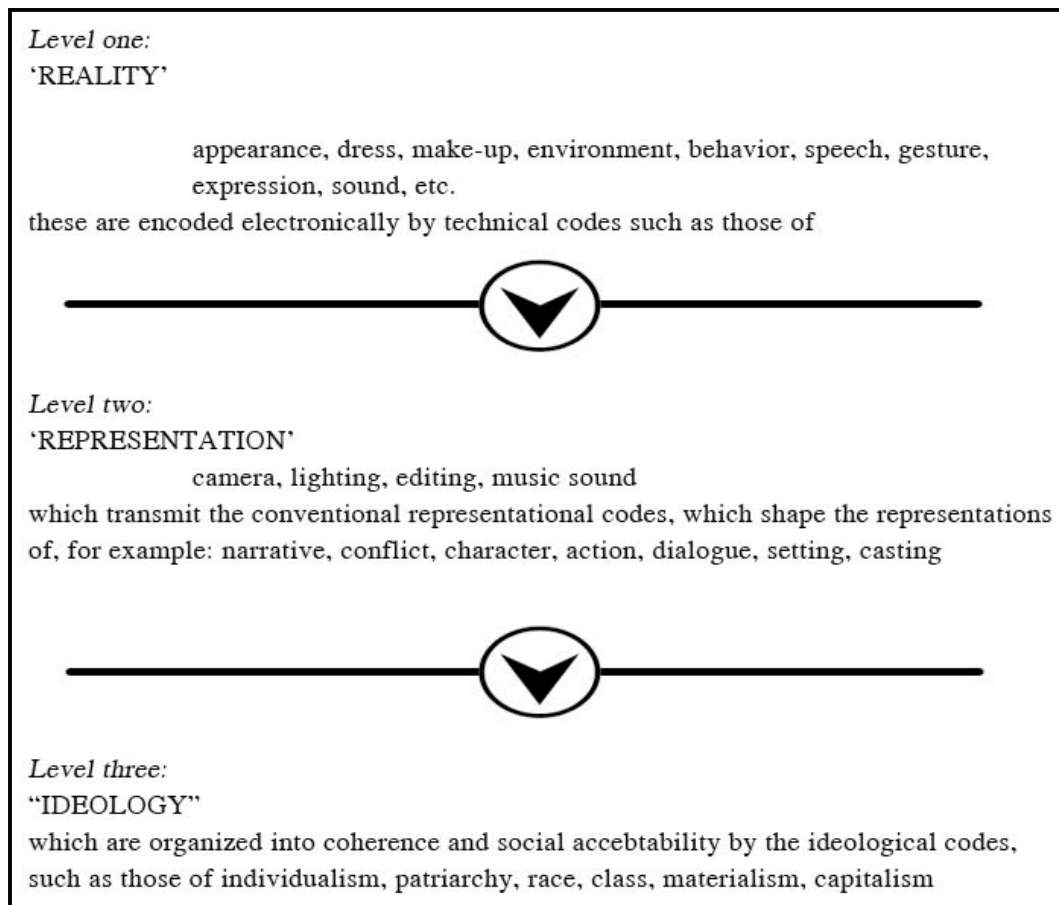 Level one:
‘REALITY’
appearance, dress, make-up, environment, behavior, speech, gesture,
expression, sound, etc.
these are encoded electronically by technical codes such as those of
Level two:
‘REPRESENTATION’
camera, lighting, editing, music sound
which transmit the conventional representational codes, which shape the representations
of, for example: narrative, conflict, character, action, dialogue, setting, casting
Level three:
“IDEOLOGY”
which are organized into coherence and social accebtability by the ideological codes,
such as those of individualism, patriarchy, race, class, materialism, capitalism